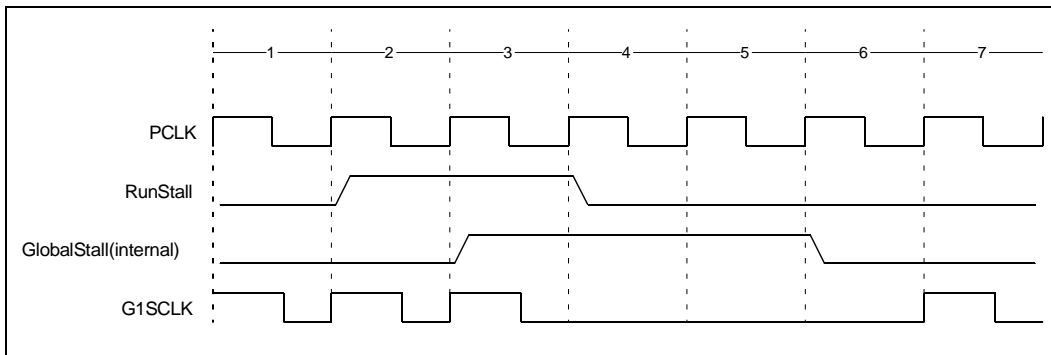 1 2 3 4 5 6 7
PCLK
RunStall
GlobalStall(internal)
G1SCLK